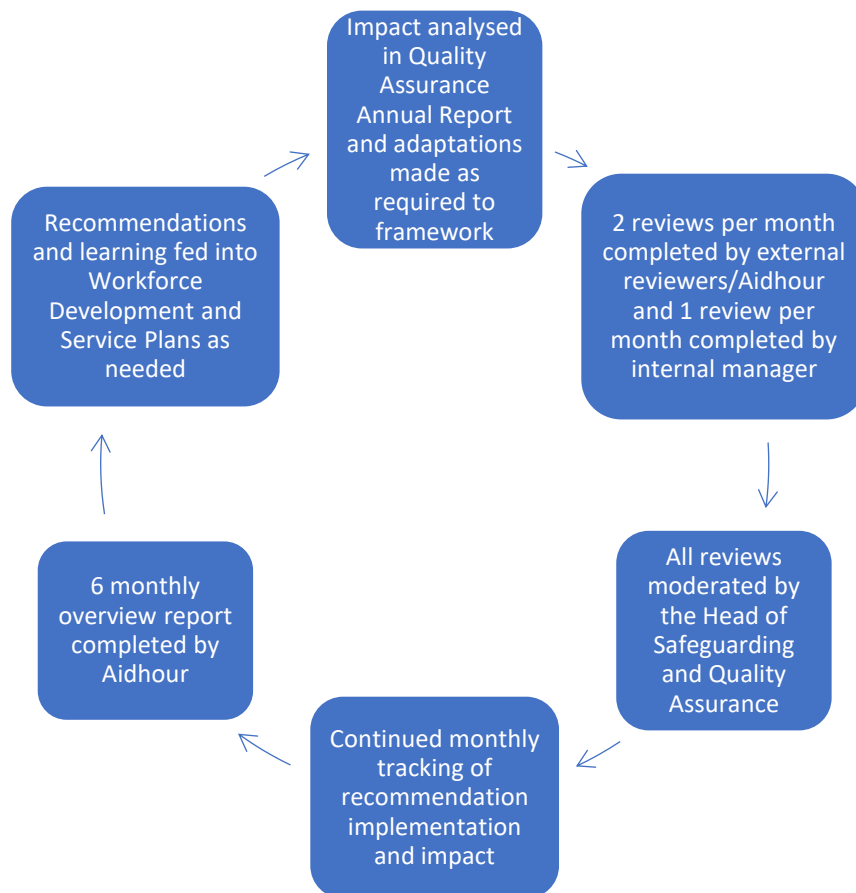 Impact analysed
in Quality
Assurance
Annual Report
and adaptations
made as
required to
framework
2 reviews per month
completed by external
reviewers/Aidhour
and 1 review per
month completed by
internal manager
All reviews
moderated by
the Head of
Safeguarding
and Quality
Assurance
Continued monthly
tracking of
recommendation
implementation
and impact
6 monthly
overview report
completed by
Aidhour
Recommendations
and learning fed into
Workforce
Development and
Service Plans as
needed